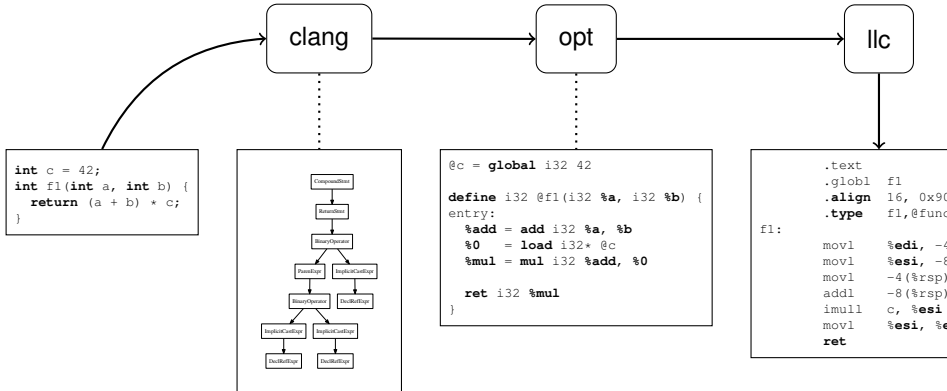 clang
opt
llc
int c = 42;
int f1(int a, int b) {
return (a + b) * c;
}
CompoundStmt
ReturnStmt
BinaryOperator
ParenExpr ImplicitCastExpr
BinaryOperator DeclRefExpr
ImplicitCastExpr ImplicitCastExpr
DeclRefExpr DeclRefExpr
@c = global i32 42
define i32 @f1(i32 %a, i32 %b) {
entry:
%add = add i32 %a, %b
%0 = load i32* @c
%mul = mul i32 %add, %0
ret i32 %mul
}
.text
.globl f1
.align 16, 0x90
.type f1,@func
f1:
movl %edi, -4
movl %esi, -8
movl -4(%rsp)
addl -8(%rsp)
imull c, %esi
movl %esi, %e
ret